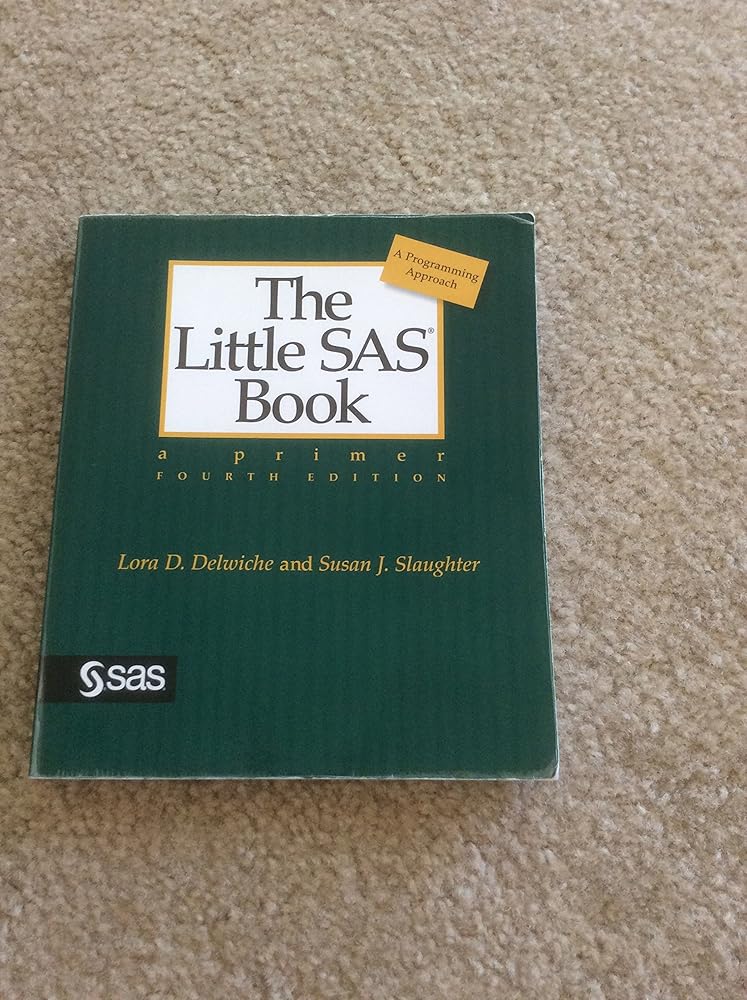 A Programming
Approach
The
Little SAS®
Book
a primer
FOURTH EDITION
Lora D. Delwiche and Susan J. Slaughter
sas